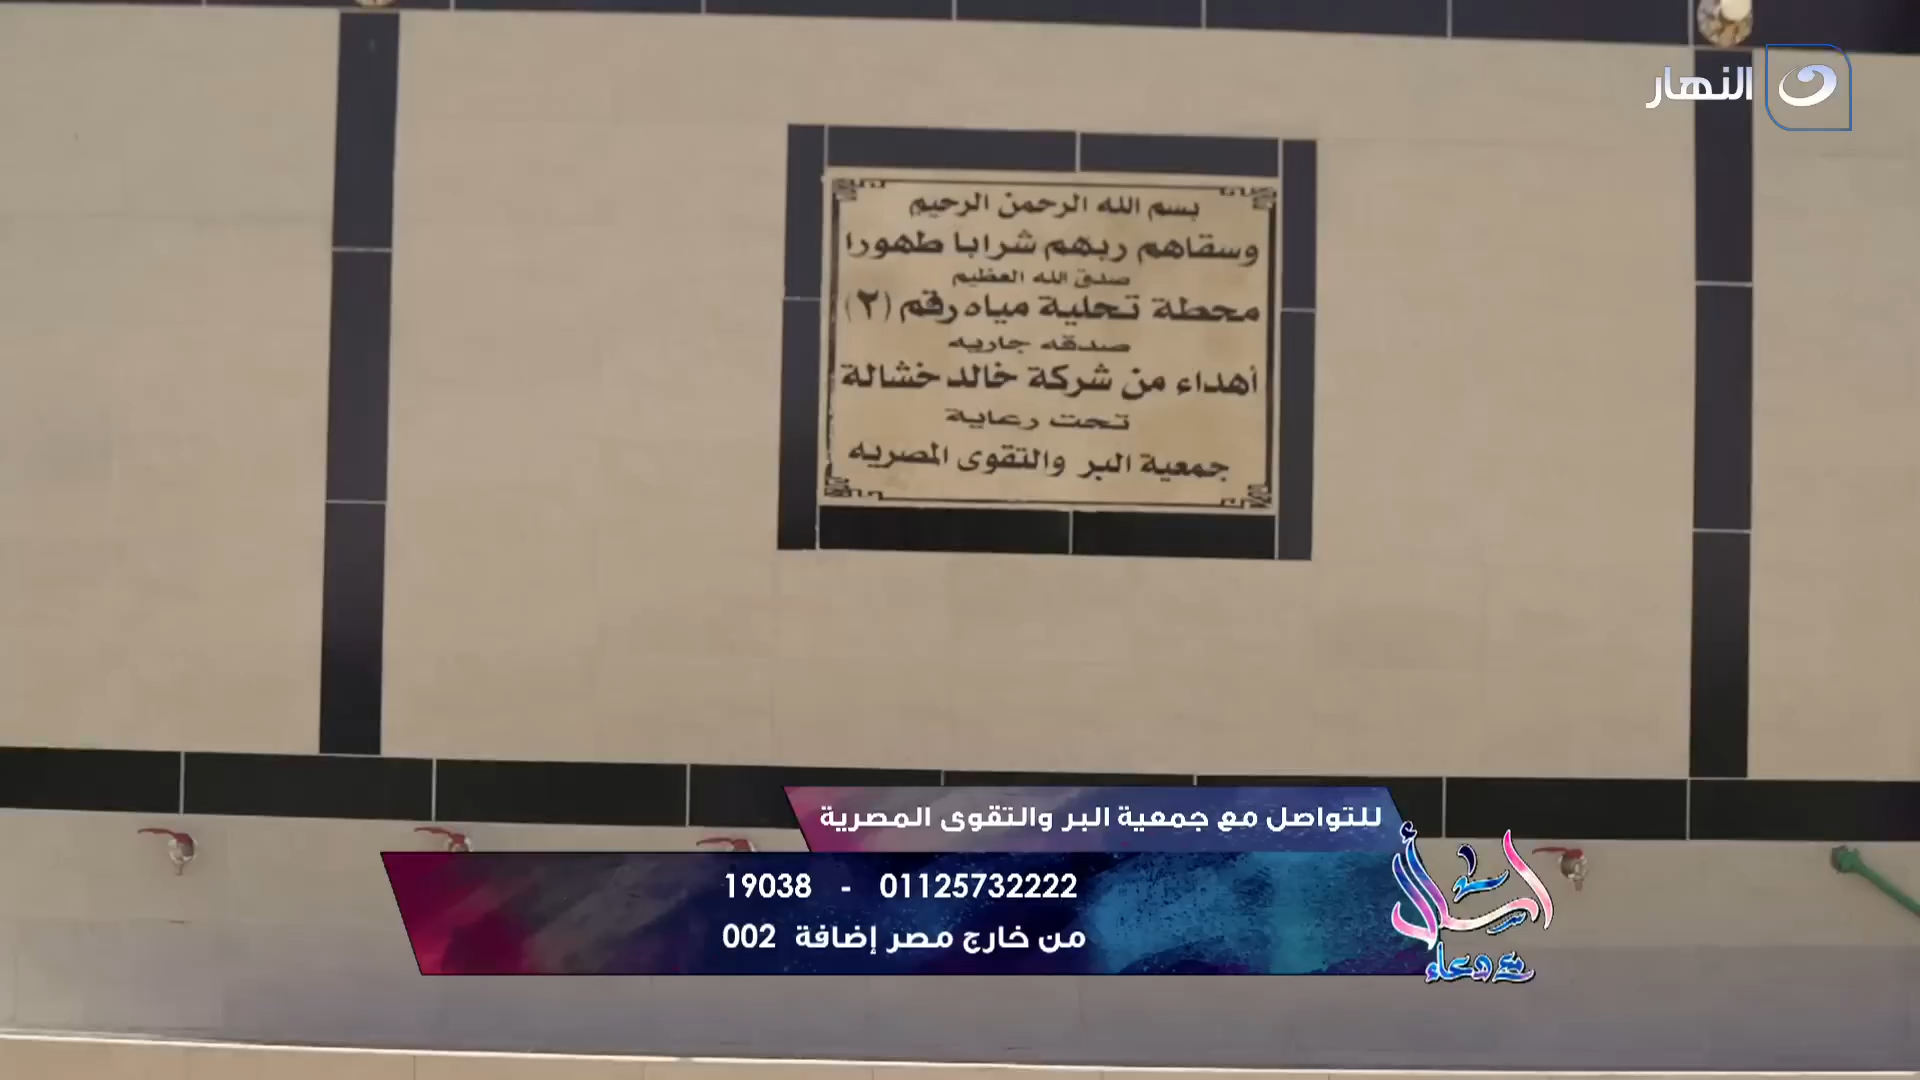 النهار
بسم الله الرحمن الرحيم
وسقاهم ربهم شرابا طهورا
صدق الله العظيم
محطة تحلية مياه رقم (٢)
صدقه جاريه
أهداء من شركة خالد خشالة
تحت رعاية
جمعية البر والتقوى المصريه
للتواصل مع جمعية البر والتقوى المصرية
01125732222 - 19038
من خارج مصر إضافة 002
اسأل
مع دعاء